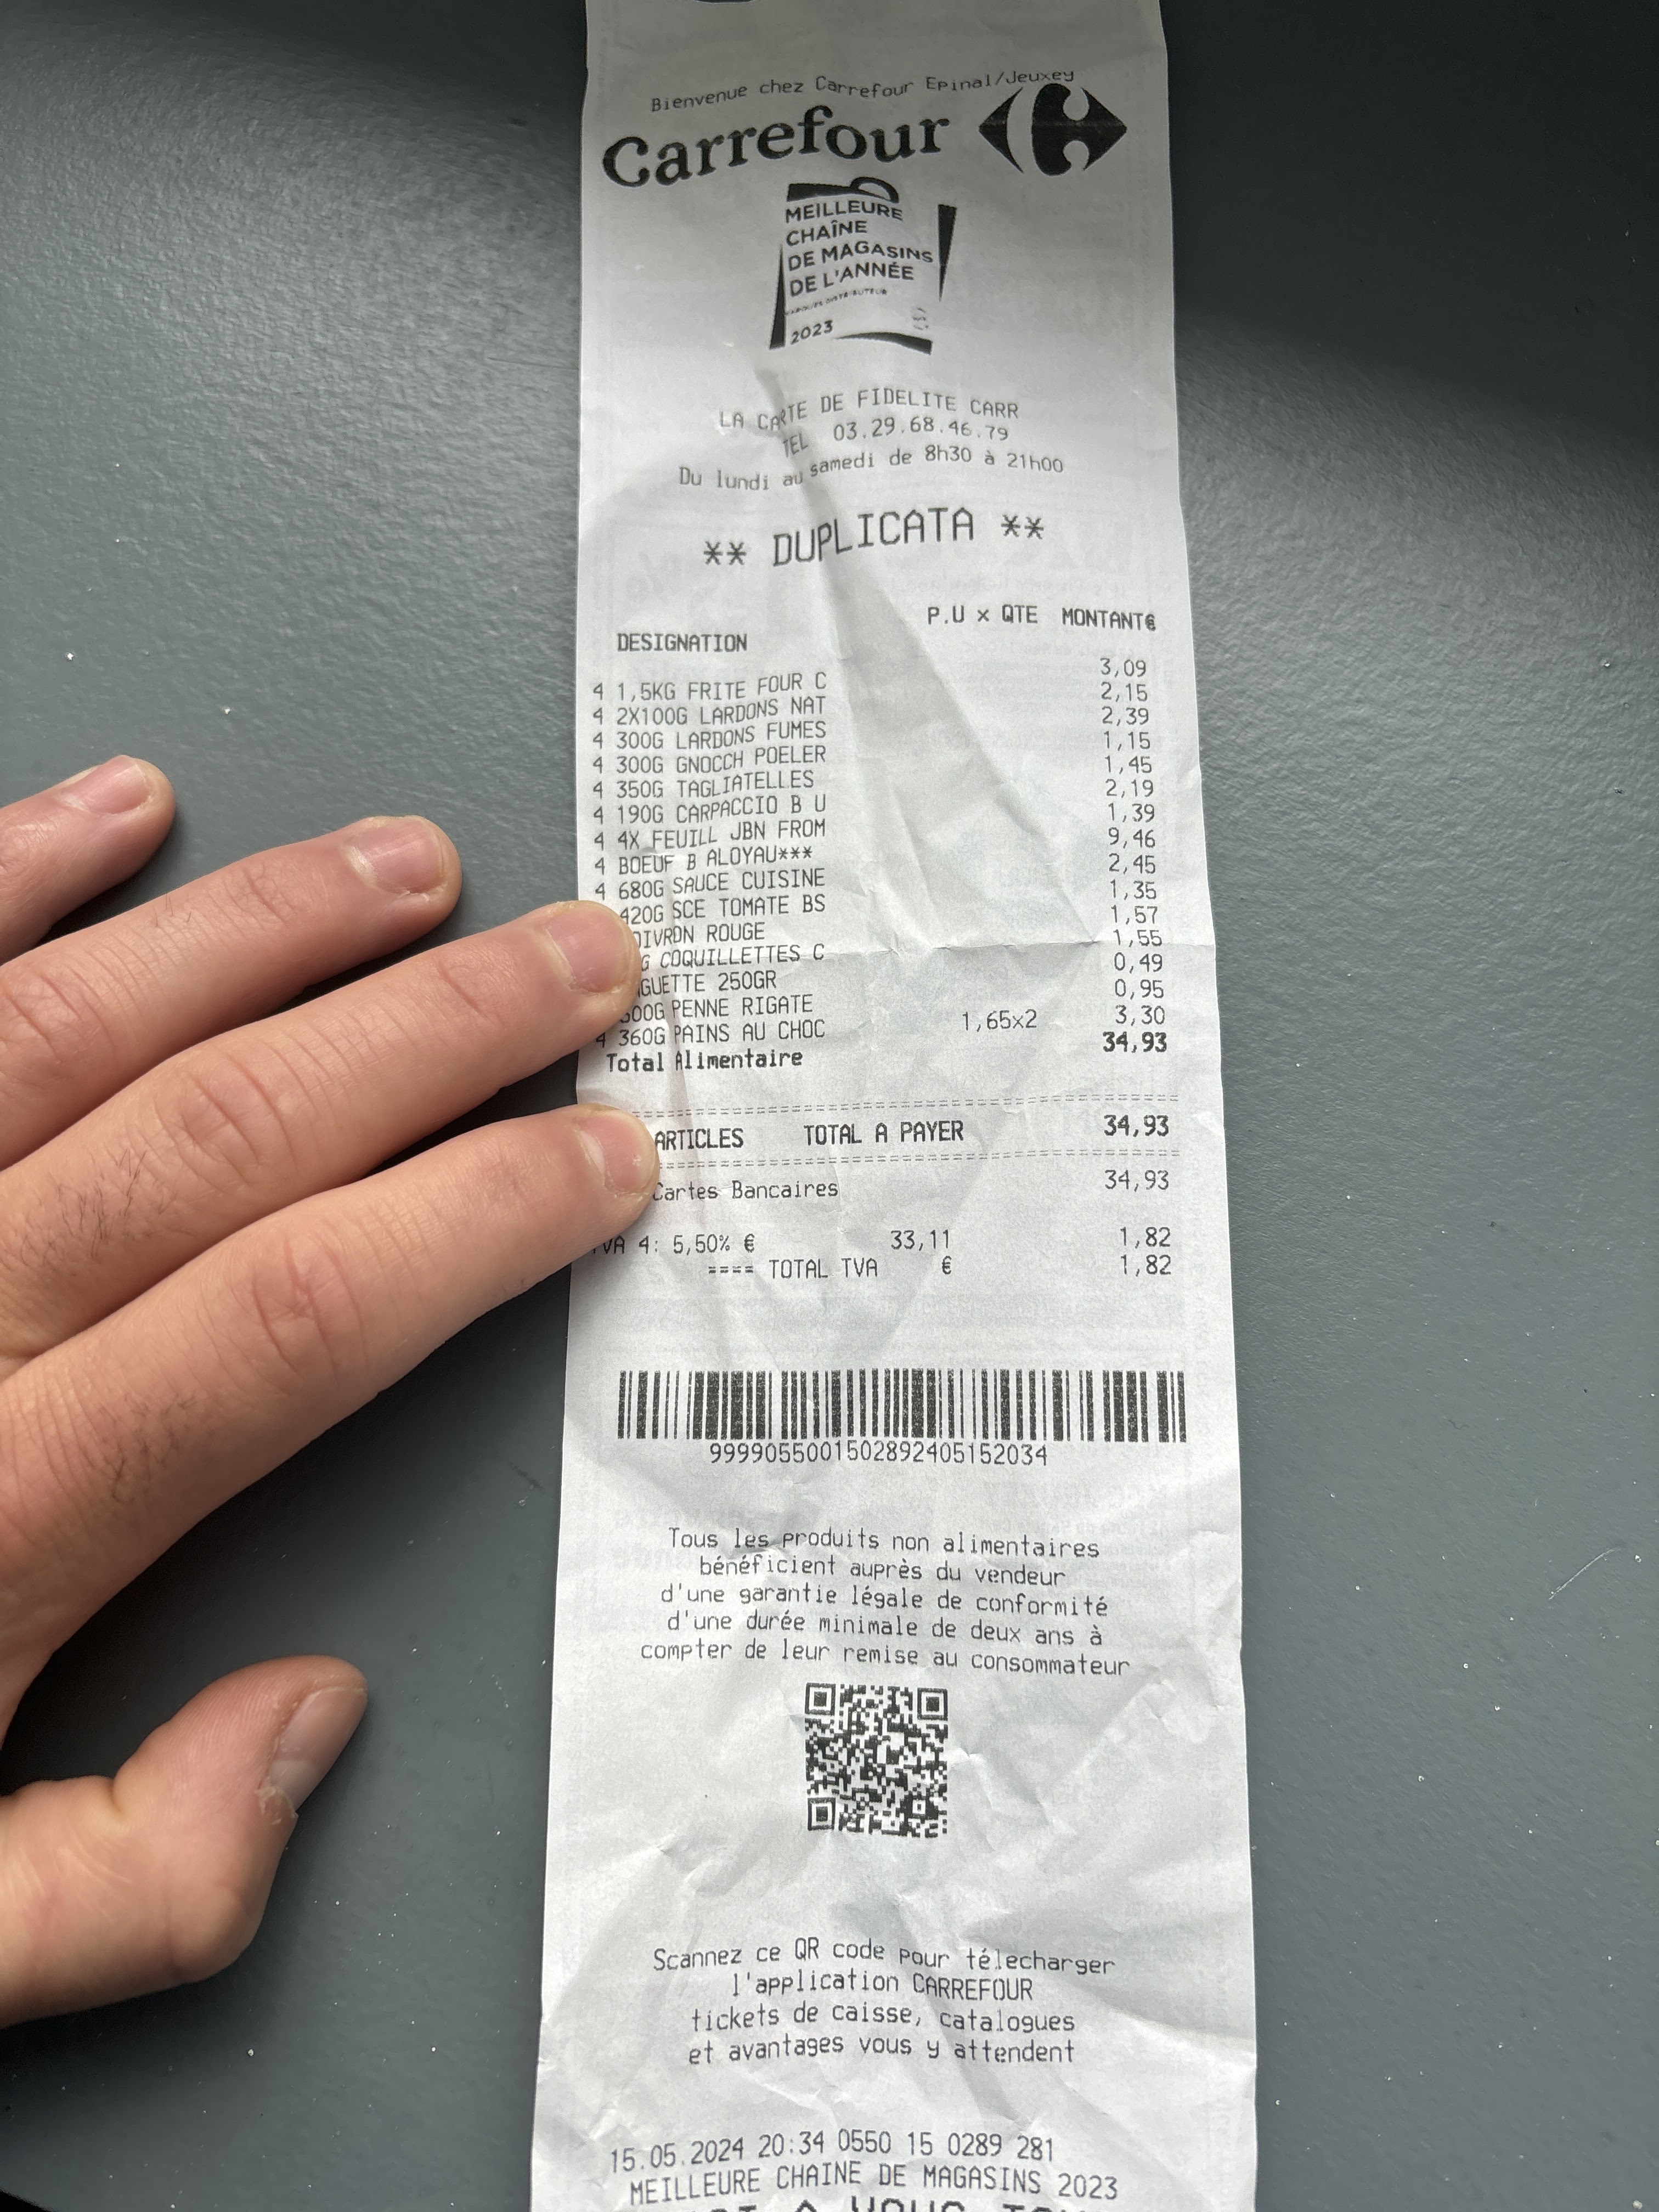 Bienvenue chez Carrefour Epinal/Jeuxey
Carrefour
MEILLEURE
CHAÎNE
DE MAGASINS
DE L'ANNÉE
2023
LA CARTE DE FIDELITE CARR
TEL 03.29.68.46.79
Du lundi au samedi de 8h30 à 21h00
** DUPLICATA **
DESIGNATION P.U x QTE MONTANT€
4 1,5KG FRITE FOUR C 3,09
4 2X100G LARDONS NAT 2,15
4 300G LARDONS FUMES 2,39
4 300G GNOCCH POELER 1,15
4 350G TAGLIATELLES 1,45
4 190G CARPACCIO B U 2,19
4 4X FEUILL JBN FROM 1,39
4 BOEUF B ALOYAU*** 9,46
4 680G SAUCE CUISINE 2,45
420G SCE TOMATE BS 1,35
OIVRON ROUGE 1,57
G COQUILLETTES C 1,55
GUETTE 250GR 0,49
500G PENNE RIGATE 0,95
4 360G PAINS AU CHOC 1,65x2 3,30
Total Alimentaire 34,93
ARTICLES TOTAL A PAYER 34,93
Cartes Bancaires 34,93
TVA 4: 5,50% € 33,11 1,82
==== TOTAL TVA € 1,82
9999055001502892405152034
Tous les produits non alimentaires
bénéficient auprès du vendeur
d'une garantie légale de conformité
d'une durée minimale de deux ans à
compter de leur remise au consommateur
Scannez ce QR code pour télecharger
l'application CARREFOUR
tickets de caisse, catalogues
et avantages vous y attendent
15.05.2024 20:34 0550 15 0289 281
MEILLEURE CHAINE DE MAGASINS 2023